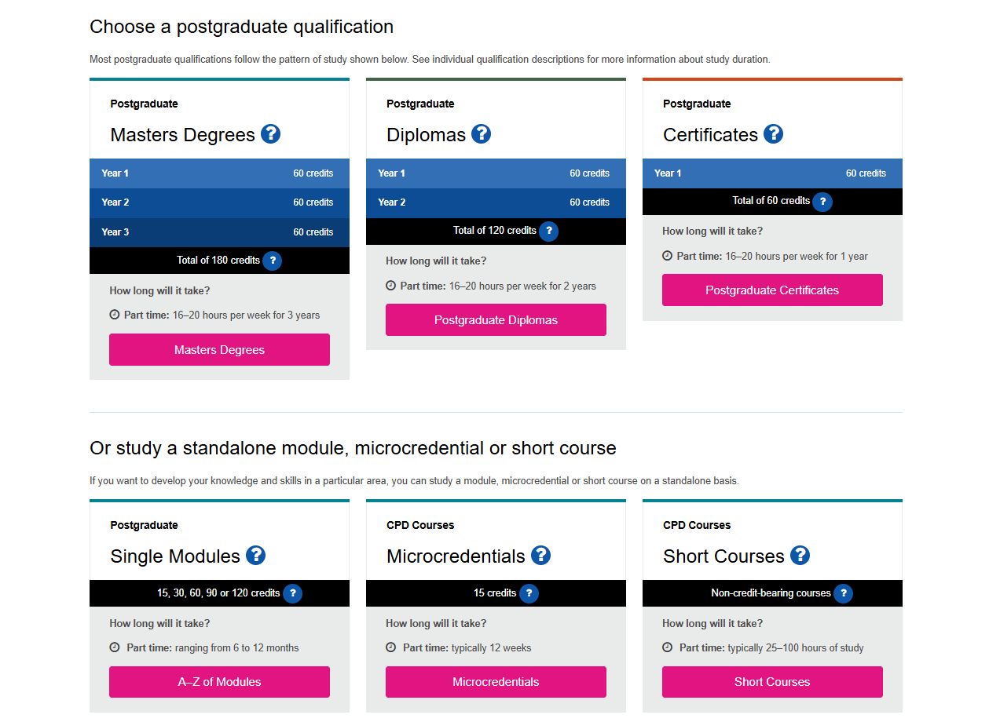 Choose a postgraduate qualification
Most postgraduate qualifications follow the pattern of study shown below. See individual qualification descriptions for more information about study duration.
Postgraduate
Masters Degrees ?
Year 1 60 credits
Year 2 60 credits
Year 3 60 credits
Total of 180 credits ?
How long will it take?
Part time: 16–20 hours per week for 3 years
Masters Degrees
Postgraduate
Diplomas ?
Year 1 60 credits
Year 2 60 credits
Total of 120 credits ?
How long will it take?
Part time: 16–20 hours per week for 2 years
Postgraduate Diplomas
Postgraduate
Certificates ?
Year 1 60 credits
Total of 60 credits ?
How long will it take?
Part time: 16–20 hours per week for 1 year
Postgraduate Certificates
Or study a standalone module, microcredential or short course
If you want to develop your knowledge and skills in a particular area, you can study a module, microcredential or short course on a standalone basis.
Postgraduate
Single Modules ?
15, 30, 60, 90 or 120 credits ?
How long will it take?
Part time: ranging from 6 to 12 months
A–Z of Modules
CPD Courses
Microcredentials ?
15 credits ?
How long will it take?
Part time: typically 12 weeks
Microcredentials
CPD Courses
Short Courses ?
Non-credit-bearing courses ?
How long will it take?
Part time: typically 25–100 hours of study
Short Courses